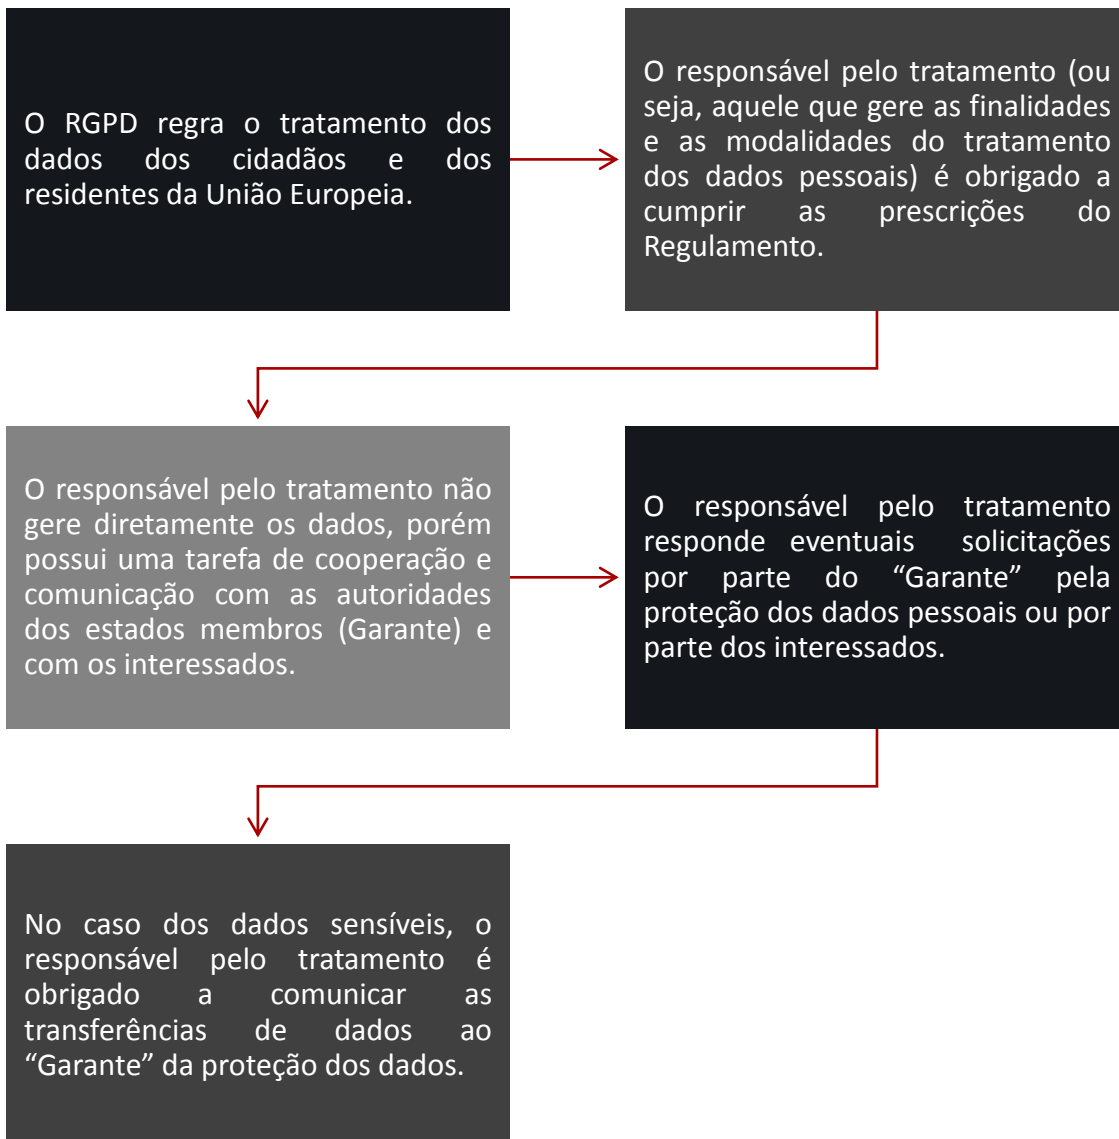 O RGPD regra o tratamento dos
dados dos cidadãos e dos
residentes da União Europeia.
O responsável pelo tratamento (ou
seja, aquele que gere as finalidades
e as modalidades do tratamento
dos dados pessoais) é obrigado a
cumprir as prescrições do
Regulamento.
O responsável pelo tratamento não
gere diretamente os dados, porém
possui uma tarefa de cooperação e
comunicação com as autoridades
dos estados membros (Garante) e
com os interessados.
O responsável pelo tratamento
responde eventuais solicitações
por parte do “Garante” pela
proteção dos dados pessoais ou por
parte dos interessados.
No caso dos dados sensíveis, o
responsável pelo tratamento é
obrigado a comunicar as
transferências de dados ao
“Garante” da proteção dos dados.